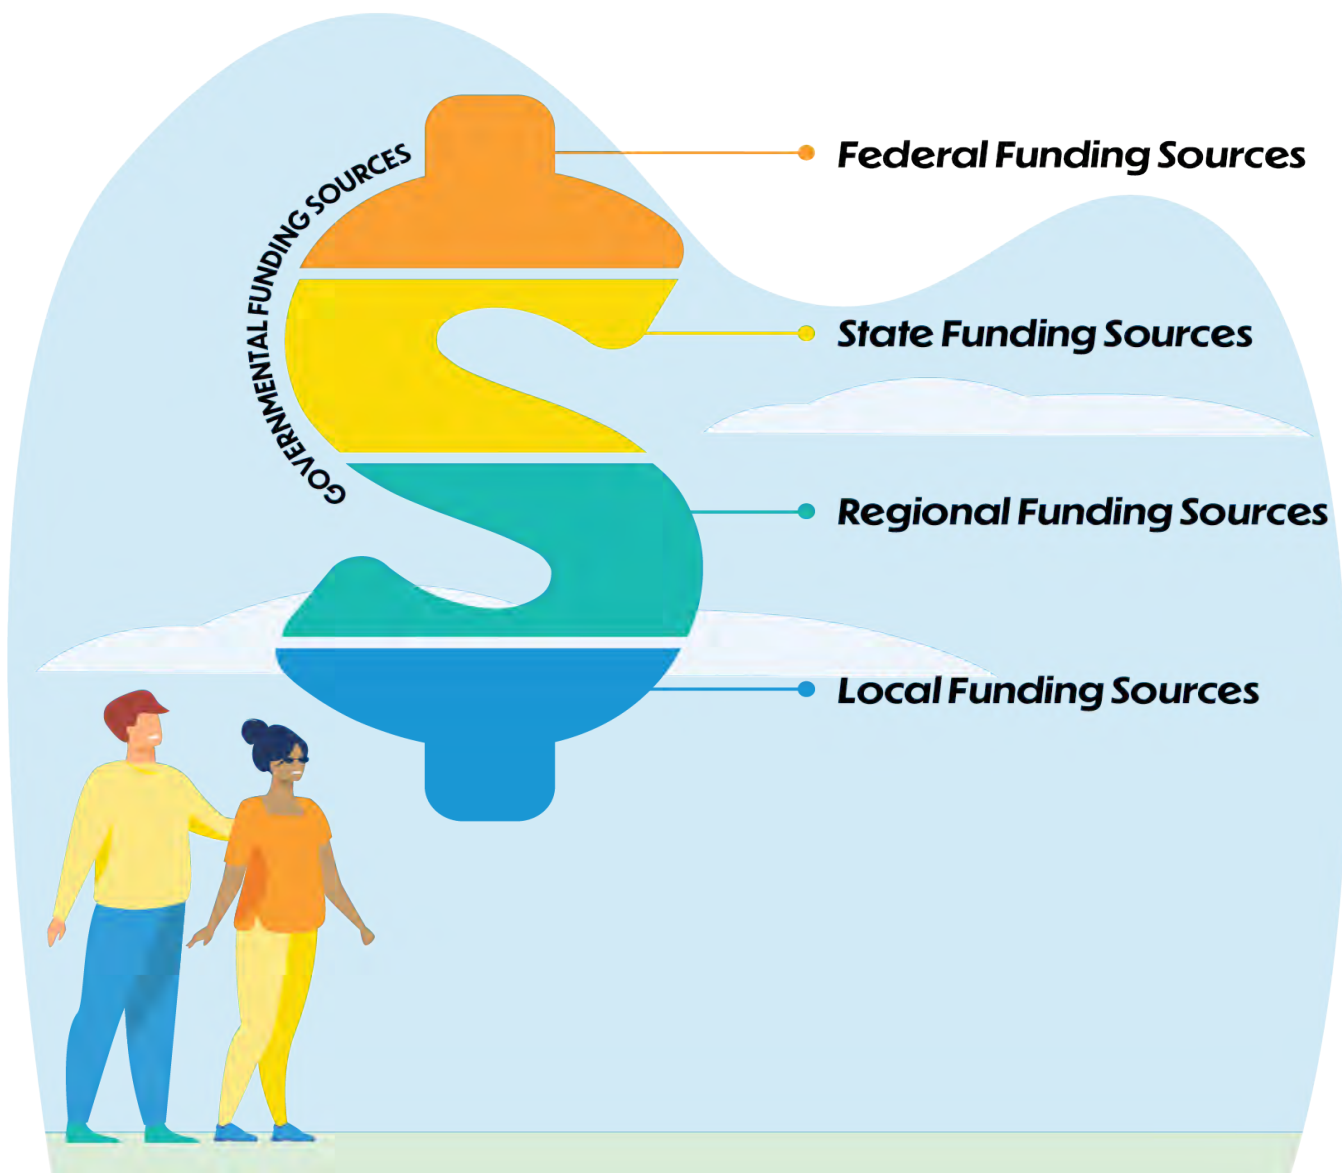 GOVERNMENTAL FUNDING SOURCES
Federal Funding Sources
State Funding Sources
Regional Funding Sources
Local Funding Sources